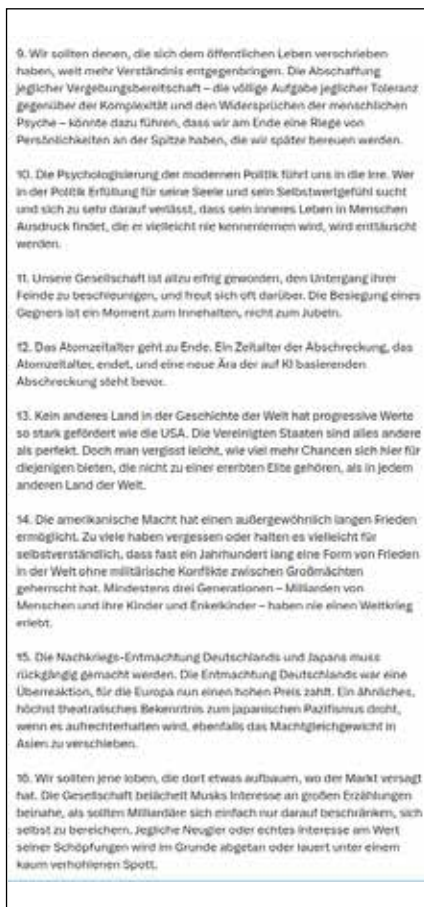 9. Wir sollten denen, die sich dem öffentlichen Leben verschrieben
haben, weit mehr Verständnis entgegenbringen. Die Abschaffung
jeglicher Vergebungsbereitschaft – die völlige Aufgabe jeglicher Toleranz
gegenüber der Komplexität und den Widersprüchen der menschlichen
Psyche – könnte dazu führen, dass wir am Ende eine Riege von
Persönlichkeiten an der Spitze haben, die wir später bereuen werden.
10. Die Psychologisierung der modernen Politik führt uns in die Irre. Wer
in der Politik Erfüllung für seine Seele und sein Selbstwertgefühl sucht
und sich zu sehr darauf verlässt, dass sein inneres Leben in Menschen
Ausdruck findet, die er vielleicht nie kennenlernen wird, wird enttäuscht
werden.
11. Unsere Gesellschaft ist allzu eifrig geworden, den Untergang ihrer
Feinde zu beschleunigen, und freut sich oft darüber. Die Besiegung eines
Gegners ist ein Moment zum Innehalten, nicht zum Jubeln.
12. Das Atomzeitalter geht zu Ende. Ein Zeitalter der Abschreckung, das
Atomzeitalter, endet, und eine neue Ära der auf KI basierenden
Abschreckung steht bevor.
13. Kein anderes Land in der Geschichte der Welt hat progressive Werte
so stark gefördert wie die USA. Die Vereinigten Staaten sind alles andere
als perfekt. Doch man vergisst leicht, wie viel mehr Chancen sich hier für
diejenigen bieten, die nicht zu einer ererbten Elite gehören, als in jedem
anderen Land der Welt.
14. Die amerikanische Macht hat einen außergewöhnlich langen Frieden
ermöglicht. Zu viele haben vergessen oder halten es vielleicht für
selbstverständlich, dass fast ein Jahrhundert lang eine Form von Frieden
in der Welt ohne militärische Konflikte zwischen Großmächten
geherrscht hat. Mindestens drei Generationen – Milliarden von
Menschen und ihre Kinder und Enkelkinder – haben nie einen Weltkrieg
erlebt.
15. Die Nachkriegs-Entmachtung Deutschlands und Japans muss
rückgängig gemacht werden. Die Entmachtung Deutschlands war eine
Überreaktion, für die Europa nun einen hohen Preis zahlt. Ein ähnliches,
höchst theatralisches Bekenntnis zum japanischen Pazifismus droht,
wenn es aufrechterhalten wird, ebenfalls das Machtgleichgewicht in
Asien zu verschieben.
16. Wir sollten jene loben, die dort etwas aufbauen, wo der Markt versagt
hat. Die Gesellschaft belächelt Musks Interesse an großen Erzählungen
beinahe, als sollten Milliardäre sich einfach nur darauf beschränken, sich
selbst zu bereichern. Jegliche Neugier oder echtes Interesse am Wert
seiner Schöpfungen wird im Grunde abgetan oder lauert unter einem
kaum verhohlenen Spott.